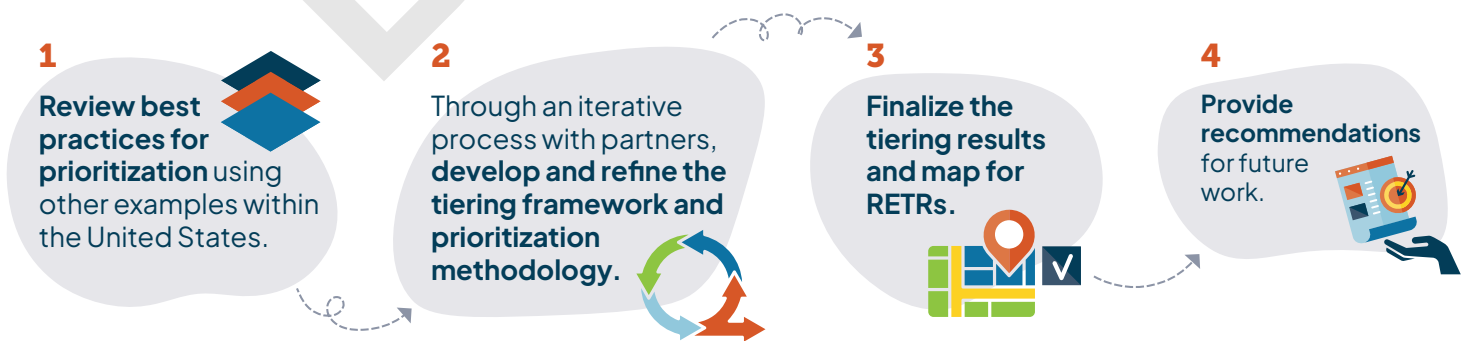 1
Review best
practices for
prioritization using
other examples within
the United States.
2
Through an iterative
process with partners,
develop and refine the
tiering framework and
prioritization
methodology.
3
Finalize the
tiering results
and map for
RETRs.
4
Provide
recommendations
for future
work.